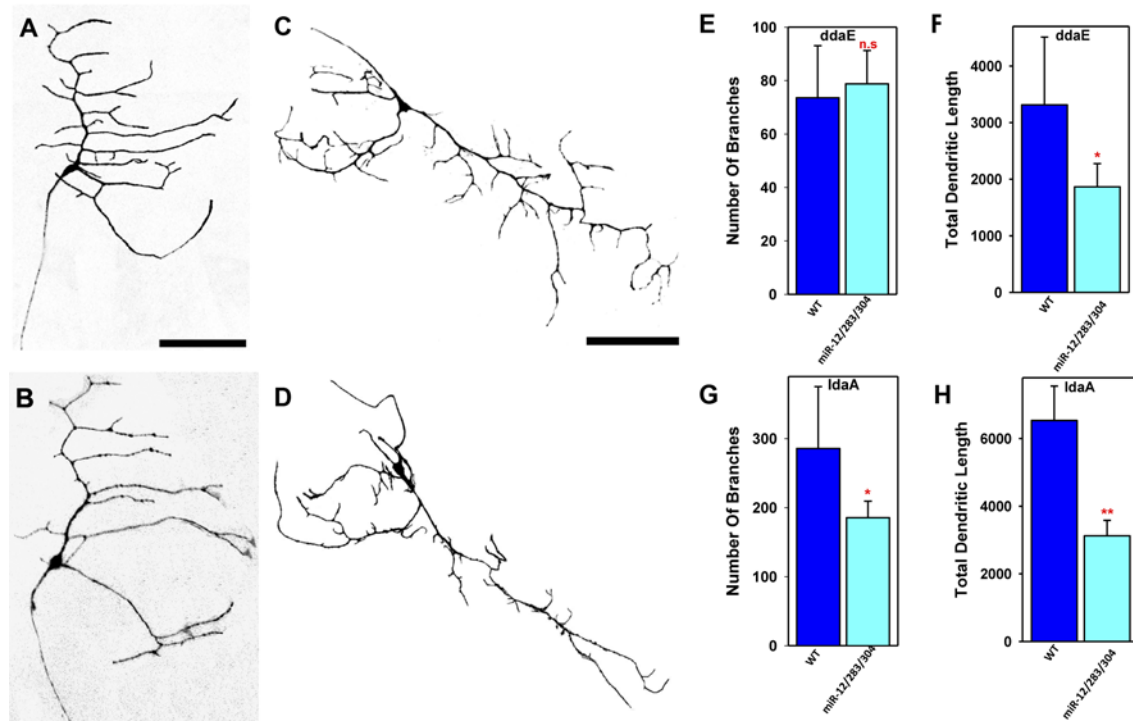 A
B
C
D
E
ddaE
n.s
Number Of Branches
100
80
60
40
20
0
WT
miR-12/283/304
F
ddaE
*
Total Dendritic Length
4000
3000
2000
1000
0
WT
miR-12/283/304
G
ldaA
*
Number Of Branches
300
200
100
0
WT
miR-12/283/304
H
ldaA
**
Total Dendritic Length
6000
4000
2000
0
WT
miR-12/283/304